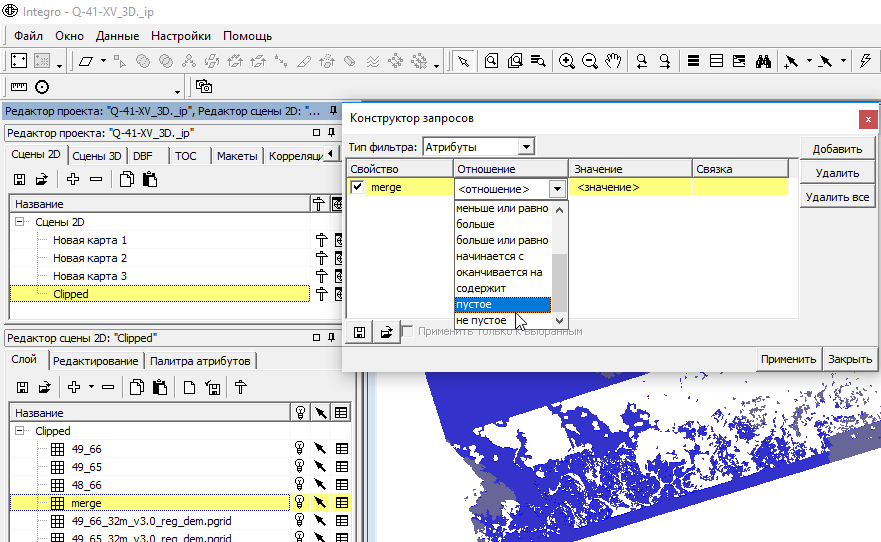 Integro - Q-41-XV_3D._ip
Файл Окно Данные Настройки Помощь
Редактор проекта: "Q-41-XV_3D._ip", Редактор сцены 2D: "...
Редактор проекта: "Q-41-XV_3D._ip"
Сцены 2D Сцены 3D DBF ТОС Макеты Корреляци
Название
Сцены 2D
Новая карта 1
Новая карта 2
Новая карта 3
Clipped
Редактор сцены 2D: "Clipped"
Слой Редактирование Палитра атрибутов
Название
Clipped
49_66
49_65
48_66
merge
49_66_32m_v3.0_reg_dem.pgrid
49_65_32m_v3.0_reg_dem.pgrid
Конструктор запросов
x
Тип фильтра: Атрибуты
Свойство Отношение Значение Связка
merge <отношение> <значение>
меньше или равно
больше
больше или равно
начинается с
оканчивается на
содержит
пустое
не пустое
Добавить
Удалить
Удалить все
Применить только к выбранным
Применить Закрыть